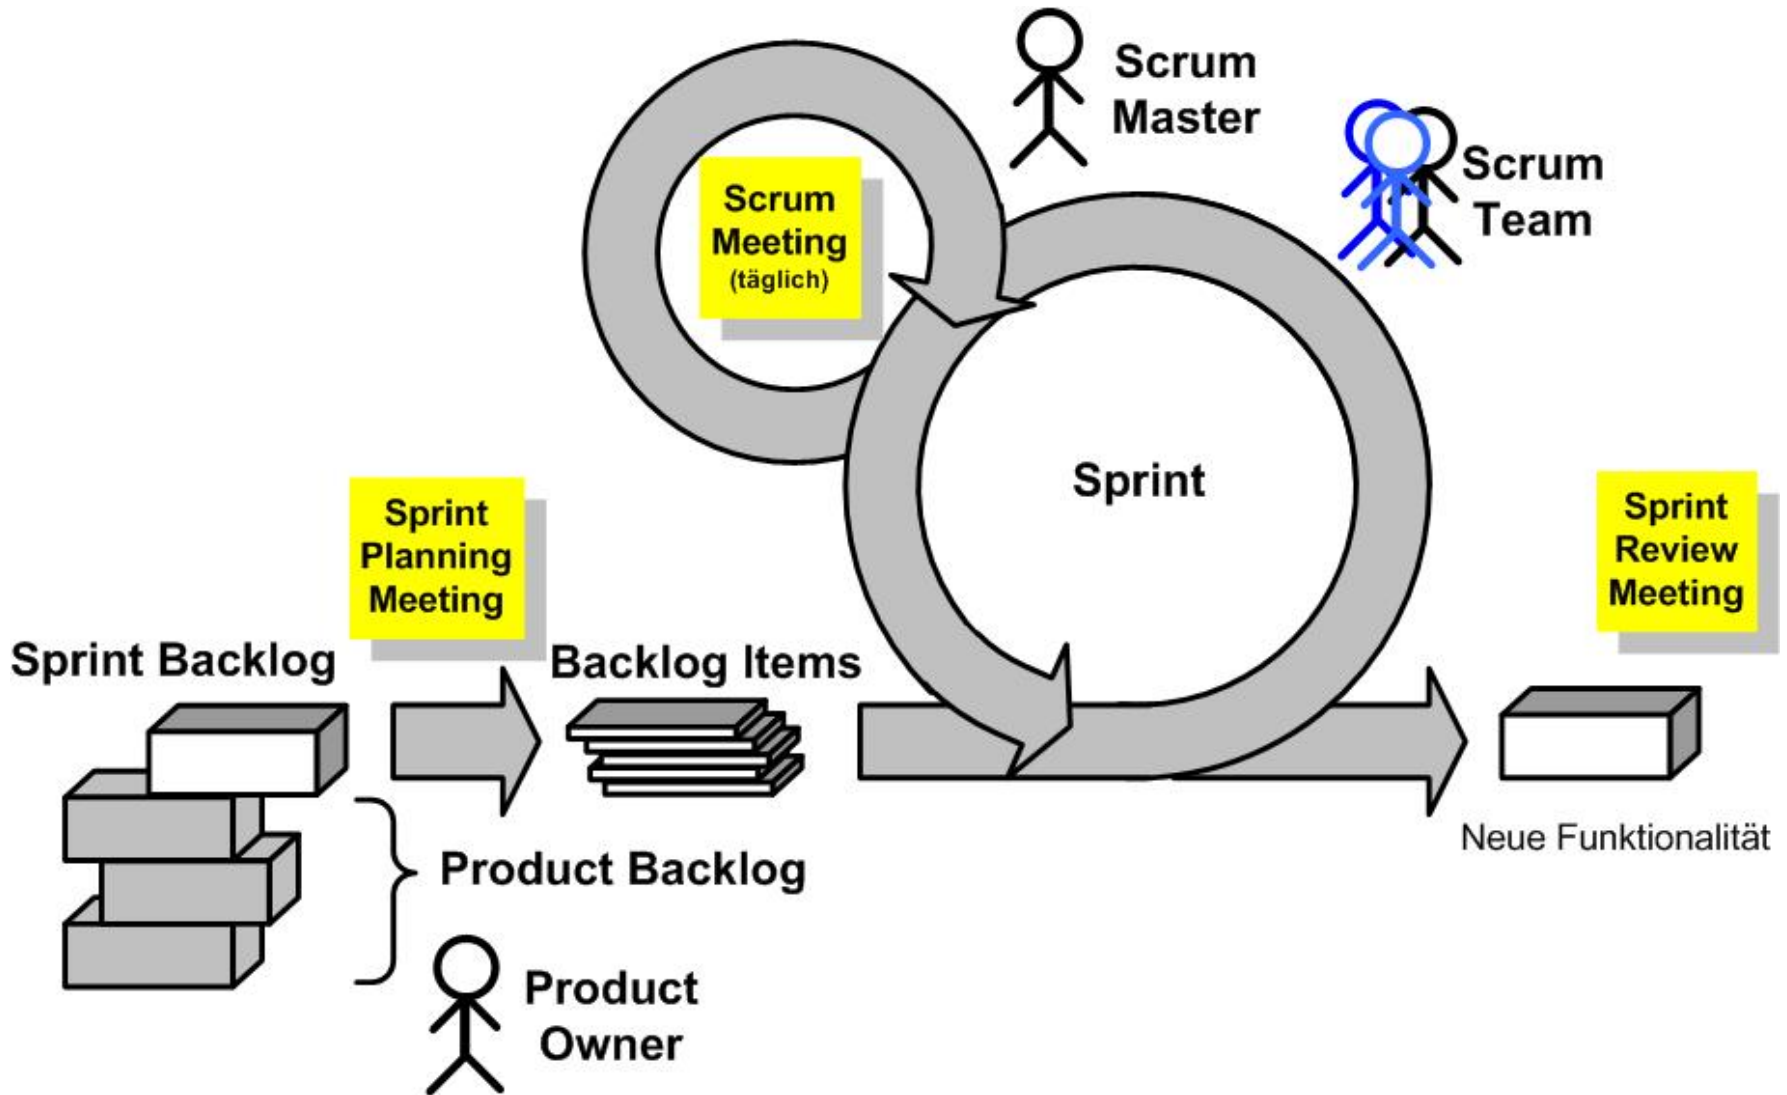 Scrum
Master
Scrum
Team
Scrum
Meeting
(täglich)
Sprint
Sprint
Planning
Meeting
Sprint
Review
Meeting
Sprint Backlog
Backlog Items
Neue Funktionalität
Product Backlog
Product
Owner